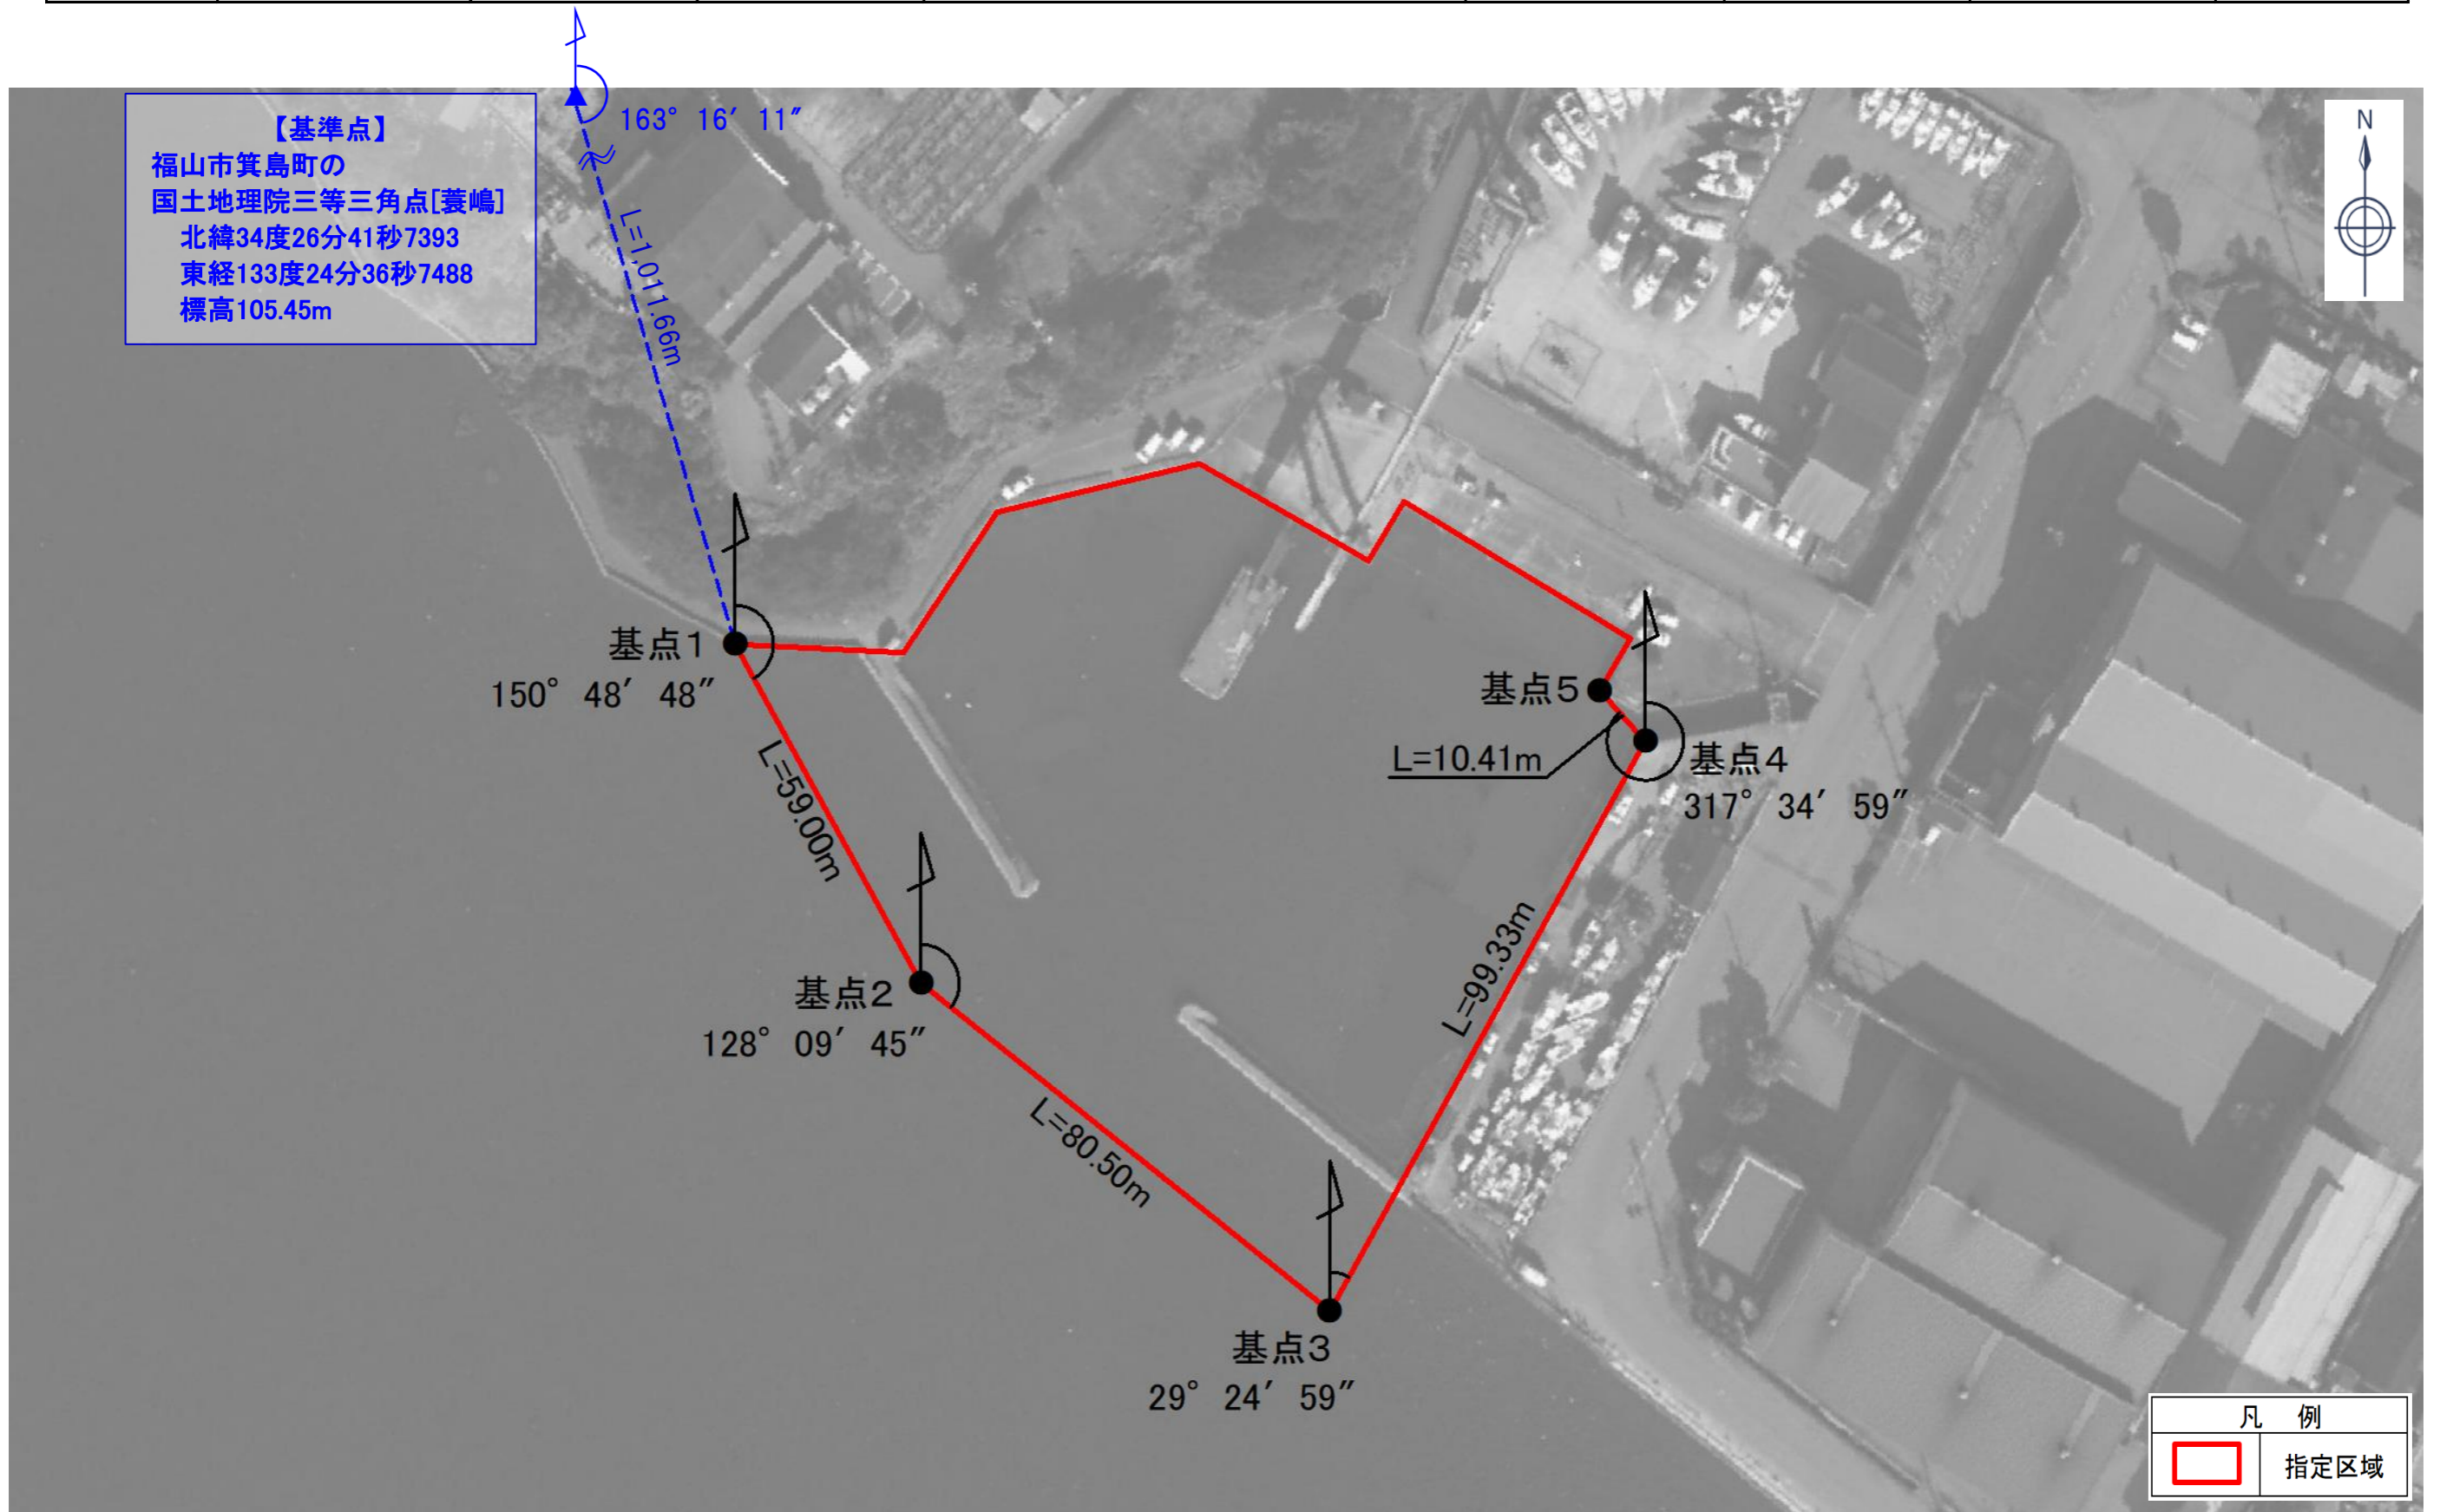 163° 16′ 11″
【基準点】
福山市箕島町の
国土地理院三等三角点[蓑嶋]
北緯34度26分41秒7393
東経133度24分36秒7488
標高105.45m
N
L=1,011.66m
基点1
150° 48′ 48″
L=59.00m
基点5
L=10.41m
基点4
317° 34′ 59″
基点2
128° 09′ 45″
L=99.33m
L=80.50m
基点3
29° 24′ 59″
凡 例
指定区域